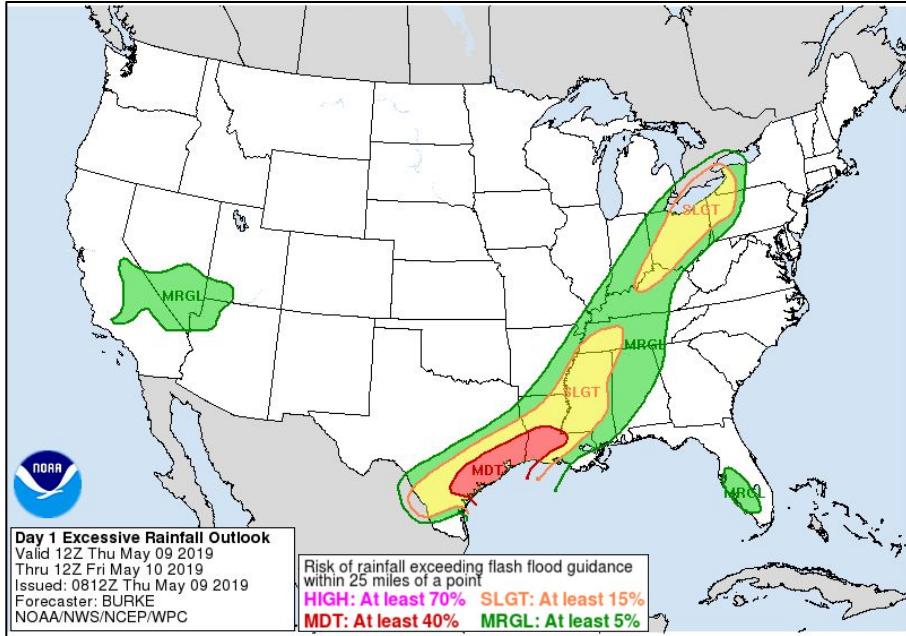 SLGT
MRGL
MRGL
SLGT
MDT
MRGL
NOAA
Day 1 Excessive Rainfall Outlook
Valid 12Z Thu May 09 2019
Thru 12Z Fri May 10 2019
Issued: 0812Z Thu May 09 2019
Forecaster: BURKE
NOAA/NWS/NCEP/WPC
Risk of rainfall exceeding flash flood guidance
within 25 miles of a point
HIGH: At least 70% SLGT: At least 15%
MDT: At least 40% MRGL: At least 5%